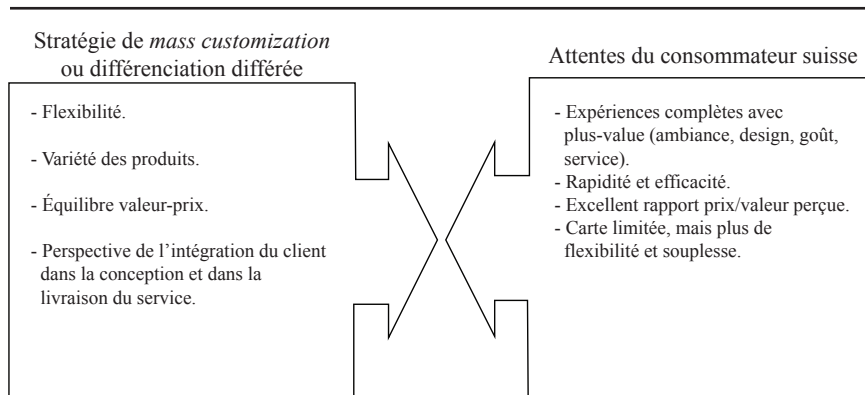 Stratégie de mass customization
ou différenciation différée
- Flexibilité.
- Variété des produits.
- Équilibre valeur-prix.
- Perspective de l’intégration du client
dans la conception et dans la
livraison du service.
Attentes du consommateur suisse
- Expériences complètes avec
plus-value (ambiance, design, goût,
service).
- Rapidité et efficacité.
- Excellent rapport prix/valeur perçue.
- Carte limitée, mais plus de
flexibilité et souplesse.